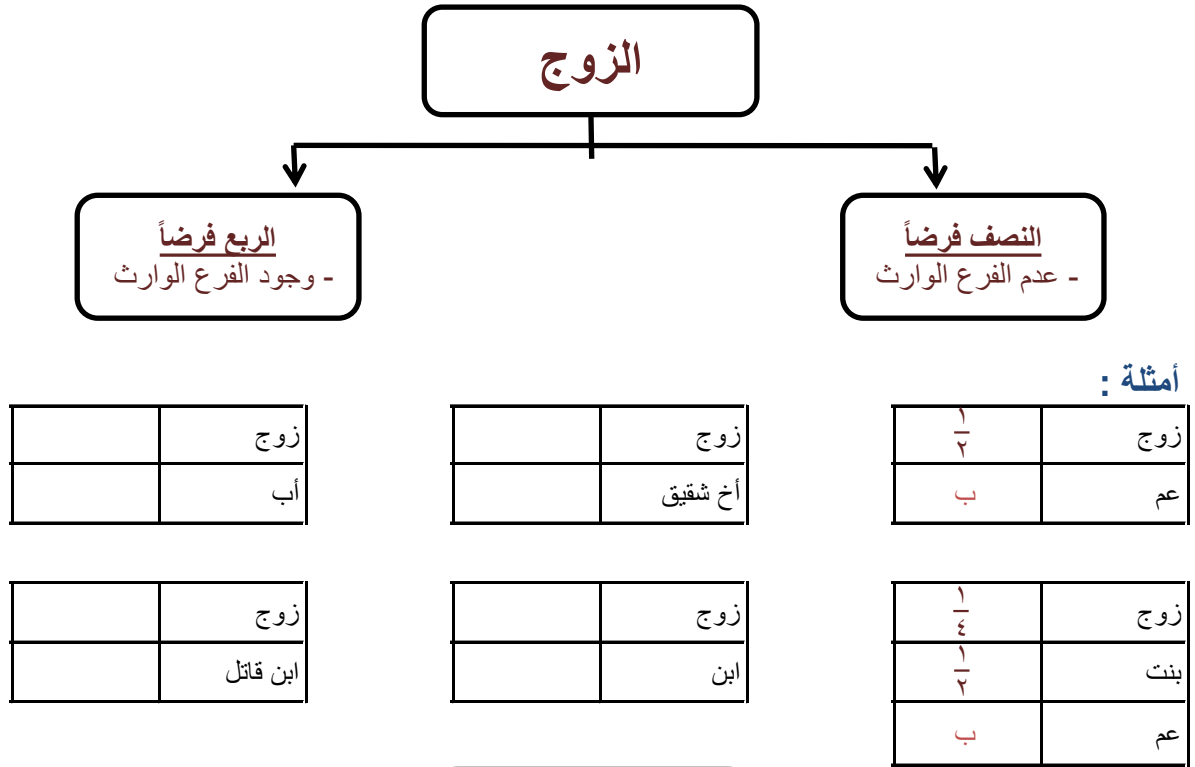 الزوج
النصف فرضاً
- عدم الفرع الوارث
الربع فرضاً
- وجود الفرع الوارث
أمثلة :
زوج ١/٢
عم ب
زوج
أخ شقيق
زوج
أب
زوج ١/٤
بنت ١/٢
عم ب
زوج
ابن
زوج
ابن قاتل